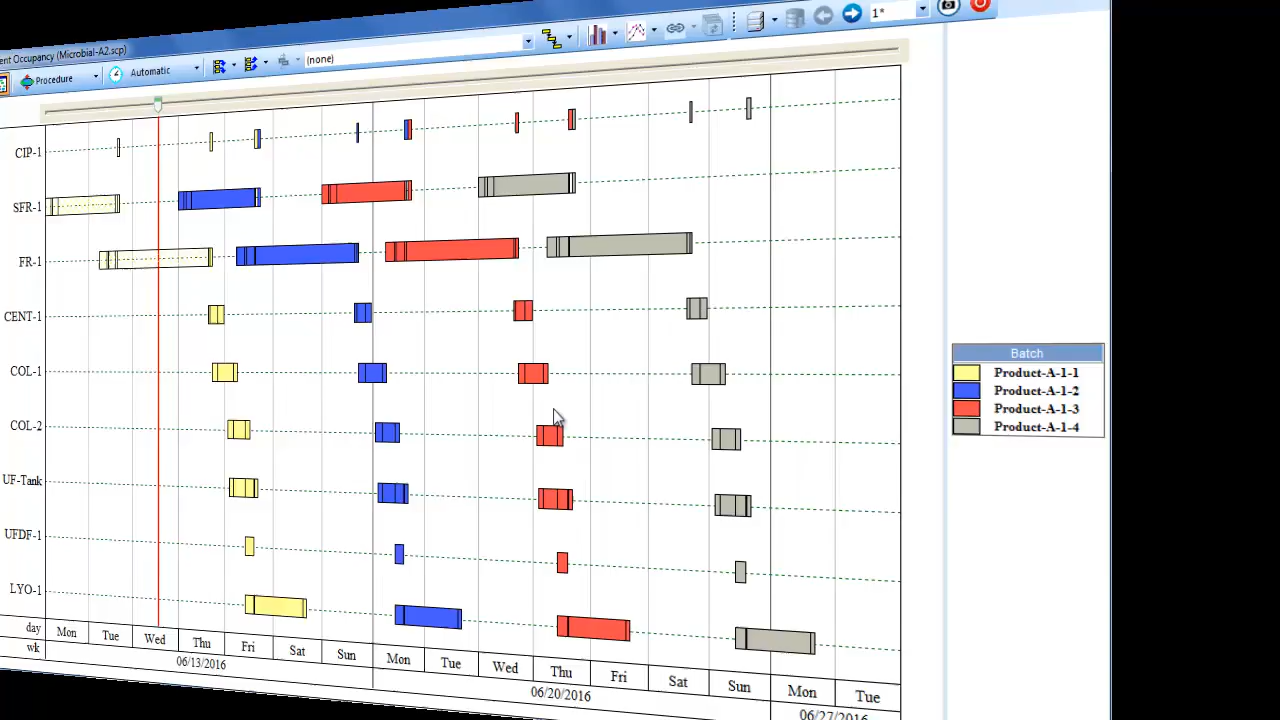 ent Occupancy (Microbial-A2.scp)
Procedure
Automatic
(none)
1*
CIP-1
SFR-1
FR-1
CENT-1
COL-1
COL-2
UF-Tank
UFDF-1
LYO-1
day Mon Tue Wed Thu Fri Sat Sun Mon Tue Wed Thu Fri Sat Sun Mon Tue
wk 06/13/2016 06/20/2016 06/27/2016
Batch
Product-A-1-1
Product-A-1-2
Product-A-1-3
Product-A-1-4